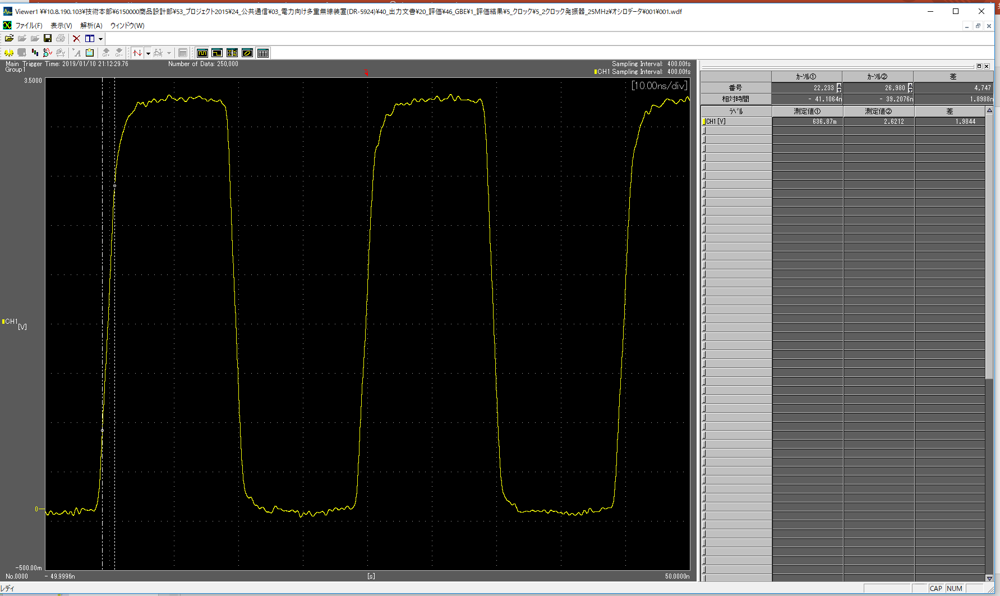 Viewer1 ¥¥10.8.190.103¥技術本部¥6150000商品設計部¥53_プロジェクト2015¥24_公共通信¥03_電力向け多重無線装置(DR-5924)¥40_出力文書¥20_評価¥46_GBE¥1_評価結果¥5_クロック¥5_2クロック発振器_25MHz¥オシロデータ¥001¥001.wdf
ファイル(F) 表示(V) 解析(A) ウィンドウ(W)
Main Trigger Time: 2019/01/10 21:12:29.76 Number of Data: 250,000 Sampling Interval: 400.00fs
Group1 CH1 Sampling Interval: 400.00fs
3.5000
[10.00ns/div]
CH1
[V]
0
-500.00m
No.0000 - 49.9996n [s] 50.0000n
ｶｰｿﾙ① ｶｰｿﾙ② 差
番号 22,233 26,980 4,747
相対時間 - 41.1064n - 39.2076n 1.8988n
ﾗﾍﾞﾙ 測定値① 測定値② 差
CH1[V] 636.87m 2.6212 1.9844
レディ CAP NUM